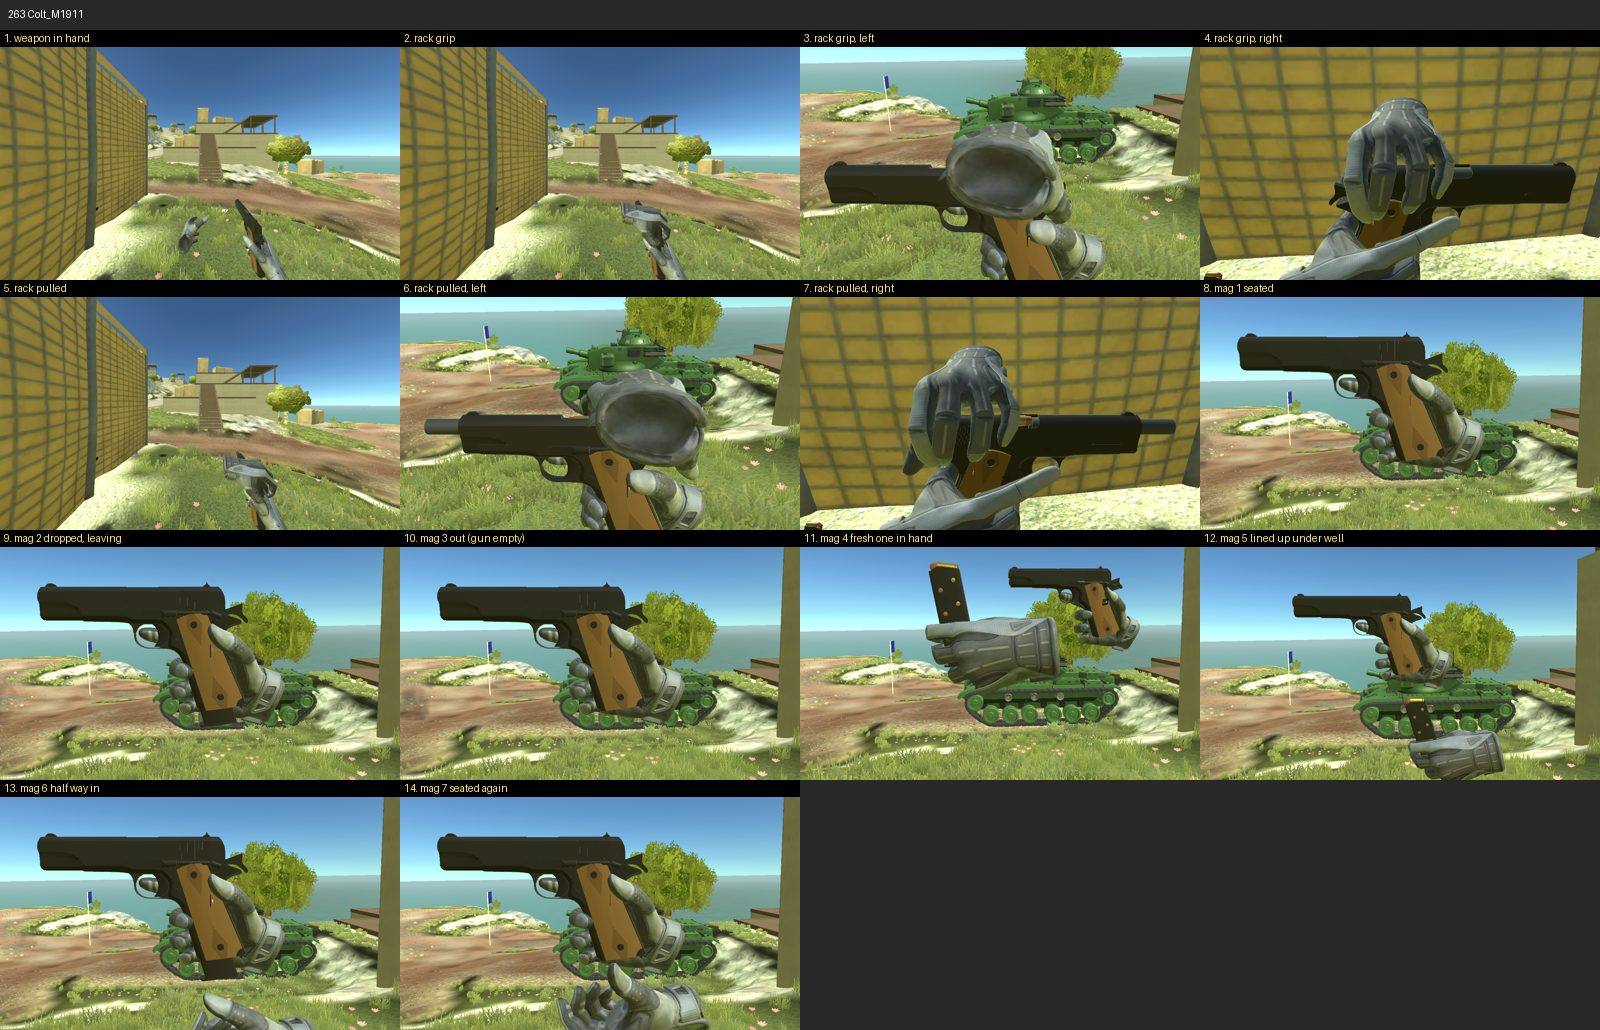 263 Colt_M1911
1. weapon in hand
2. rack grip
3. rack grip, left
4. rack grip, right
5. rack pulled
6. rack pulled, left
7. rack pulled, right
8. mag 1 seated
9. mag 2 dropped, leaving
10. mag 3 out (gun empty)
11. mag 4 fresh one in hand
12. mag 5 lined up under well
13. mag 6 half way in
14. mag 7 seated again